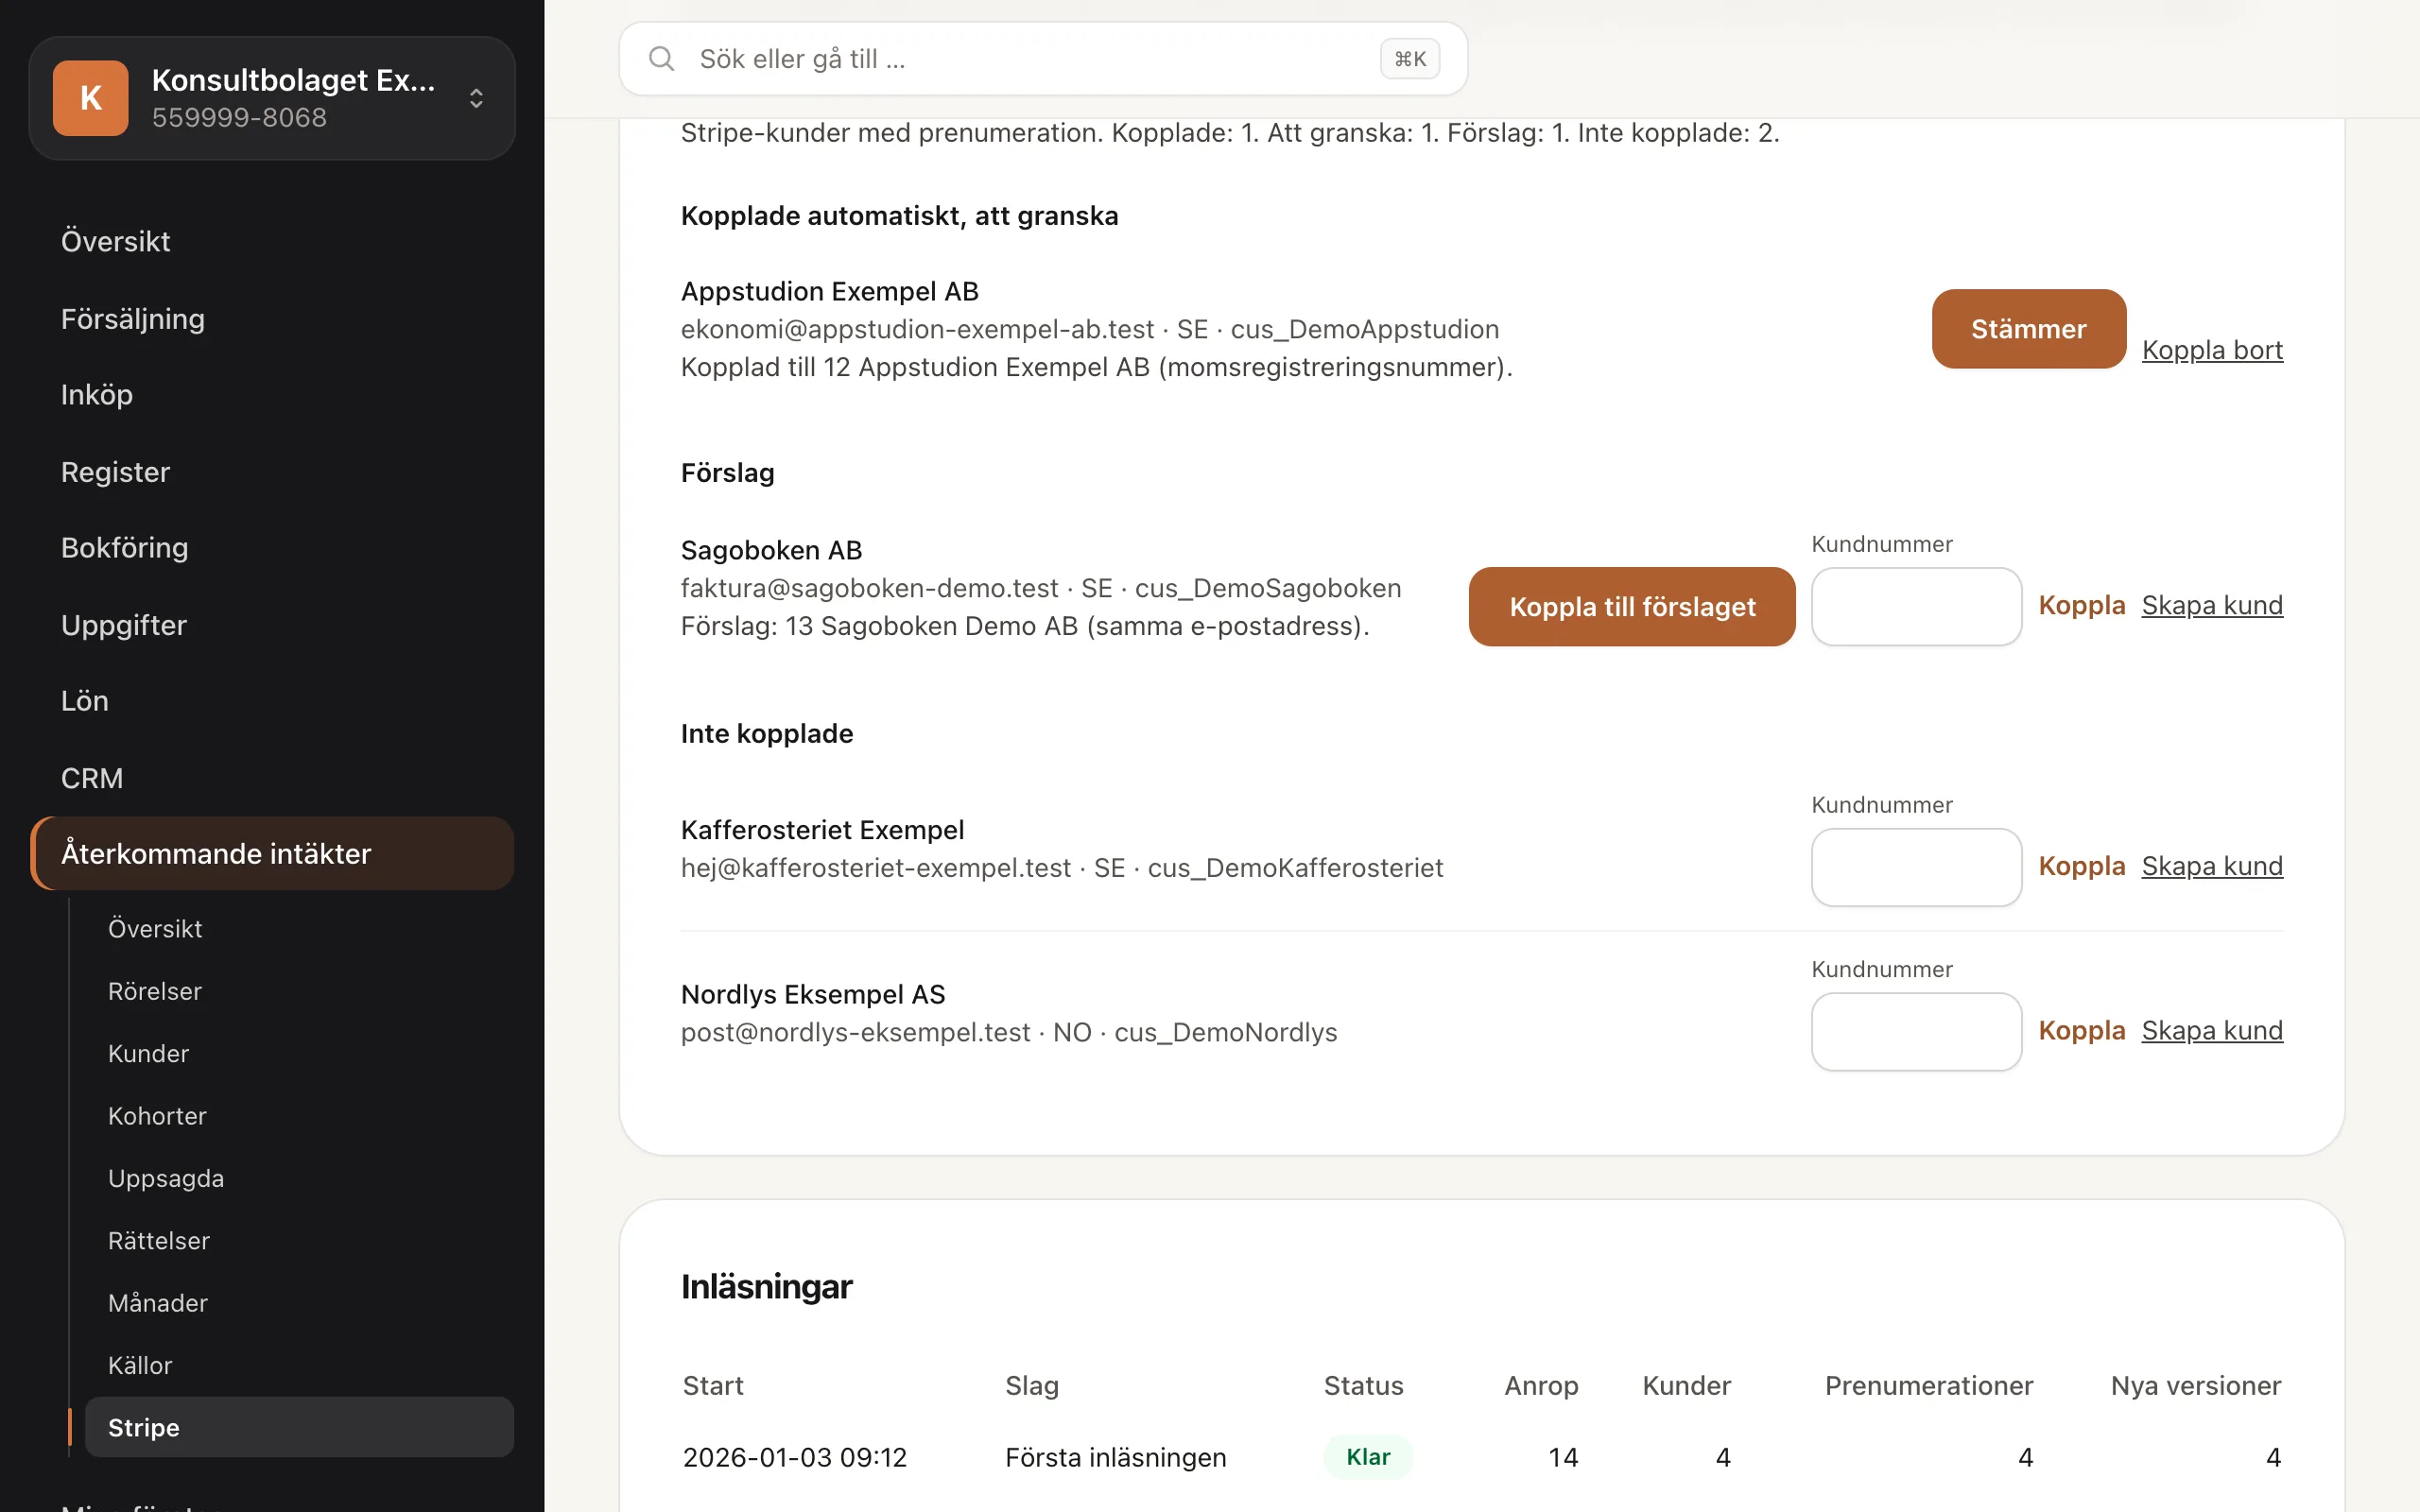 K
Konsultbolaget Ex...
559999-8068
Översikt
Försäljning
Inköp
Register
Bokföring
Uppgifter
Lön
CRM
Återkommande intäkter
Översikt
Rörelser
Kunder
Kohorter
Uppsagda
Rättelser
Månader
Källor
Stripe
Sök eller gå till ...
⌘K
Stripe-kunder med prenumeration. Kopplade: 1. Att granska: 1. Förslag: 1. Inte kopplade: 2.
Kopplade automatiskt, att granska
Appstudion Exempel AB
ekonomi@appstudion-exempel-ab.test · SE · cus_DemoAppstudion
Kopplad till 12 Appstudion Exempel AB (momsregistreringsnummer).
Stämmer
Koppla bort
Förslag
Sagoboken AB
faktura@sagoboken-demo.test · SE · cus_DemoSagoboken
Förslag: 13 Sagoboken Demo AB (samma e-postadress).
Koppla till förslaget
Kundnummer
Koppla
Skapa kund
Inte kopplade
Kafferosteriet Exempel
hej@kafferosteriet-exempel.test · SE · cus_DemoKafferosteriet
Kundnummer
Koppla
Skapa kund
Nordlys Eksempel AS
post@nordlys-eksempel.test · NO · cus_DemoNordlys
Kundnummer
Koppla
Skapa kund
Inläsningar
Start Slag Status Anrop Kunder Prenumerationer Nya versioner
2026-01-03 09:12 Första inläsningen Klar 14 4 4 4